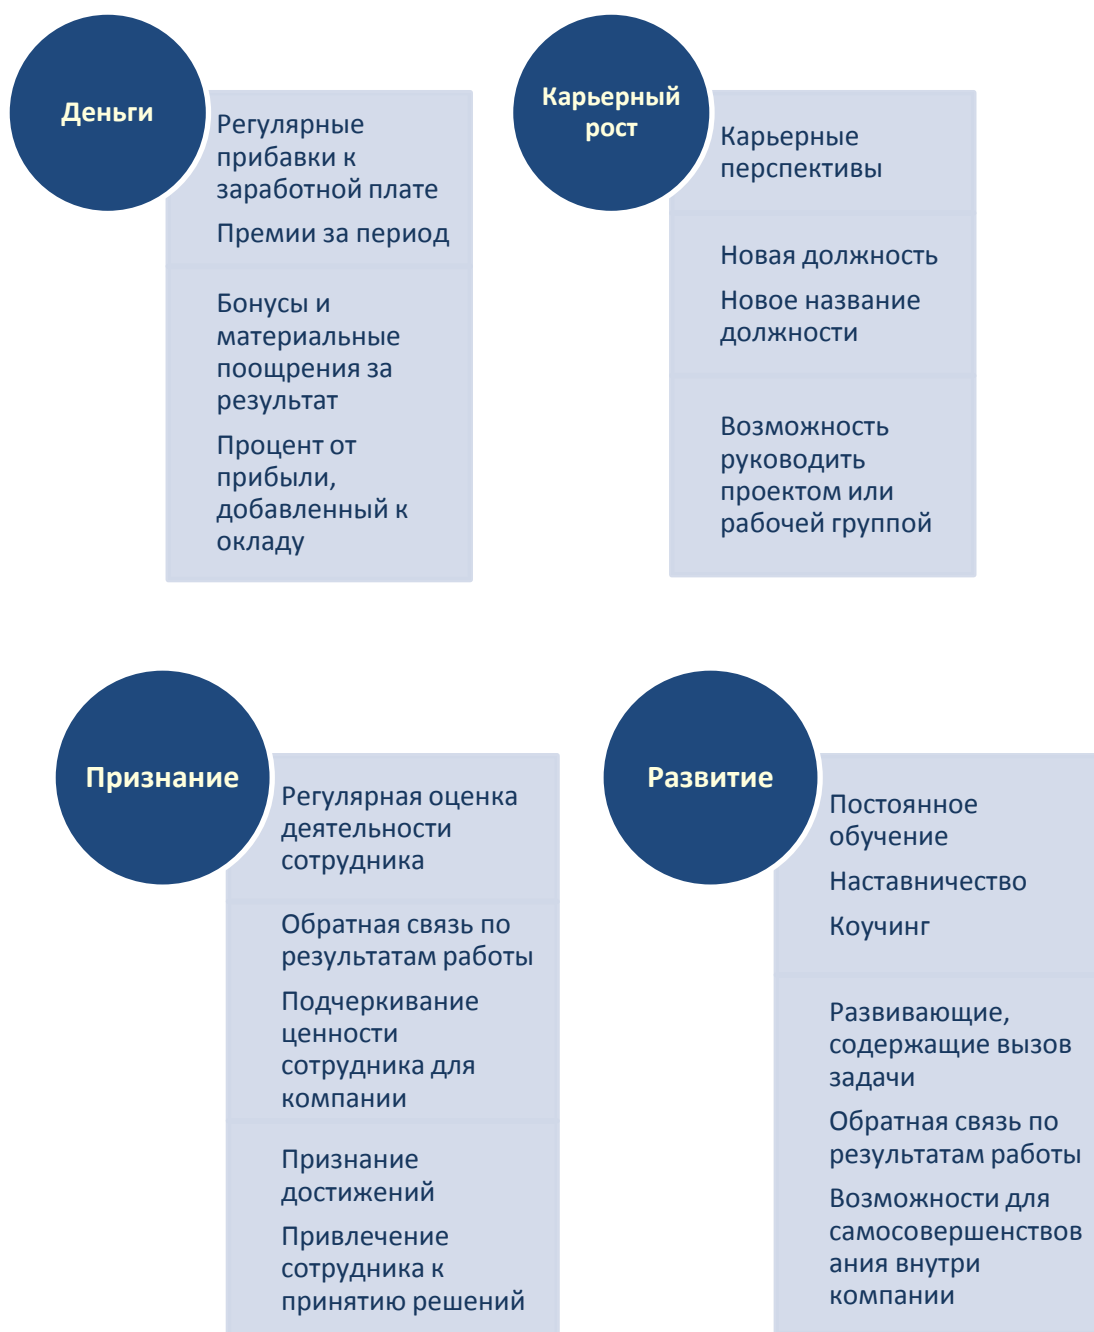 Деньги
Регулярные
прибавки к
заработной плате
Премии за период
Бонусы и
материальные
поощрения за
результат
Процент от
прибыли,
добавленный к
окладу
Карьерный
рост
Карьерные
перспективы
Новая должность
Новое название
должности
Возможность
руководить
проектом или
рабочей группой
Признание
Регулярная оценка
деятельности
сотрудника
Обратная связь по
результатам работы
Подчеркивание
ценности
сотрудника для
компании
Признание
достижений
Привлечение
сотрудника к
принятию решений
Развитие
Постоянное
обучение
Наставничество
Коучинг
Развивающие,
содержащие вызов
задачи
Обратная связь по
результатам работы
Возможности для
самосовершенствов
ания внутри
компании